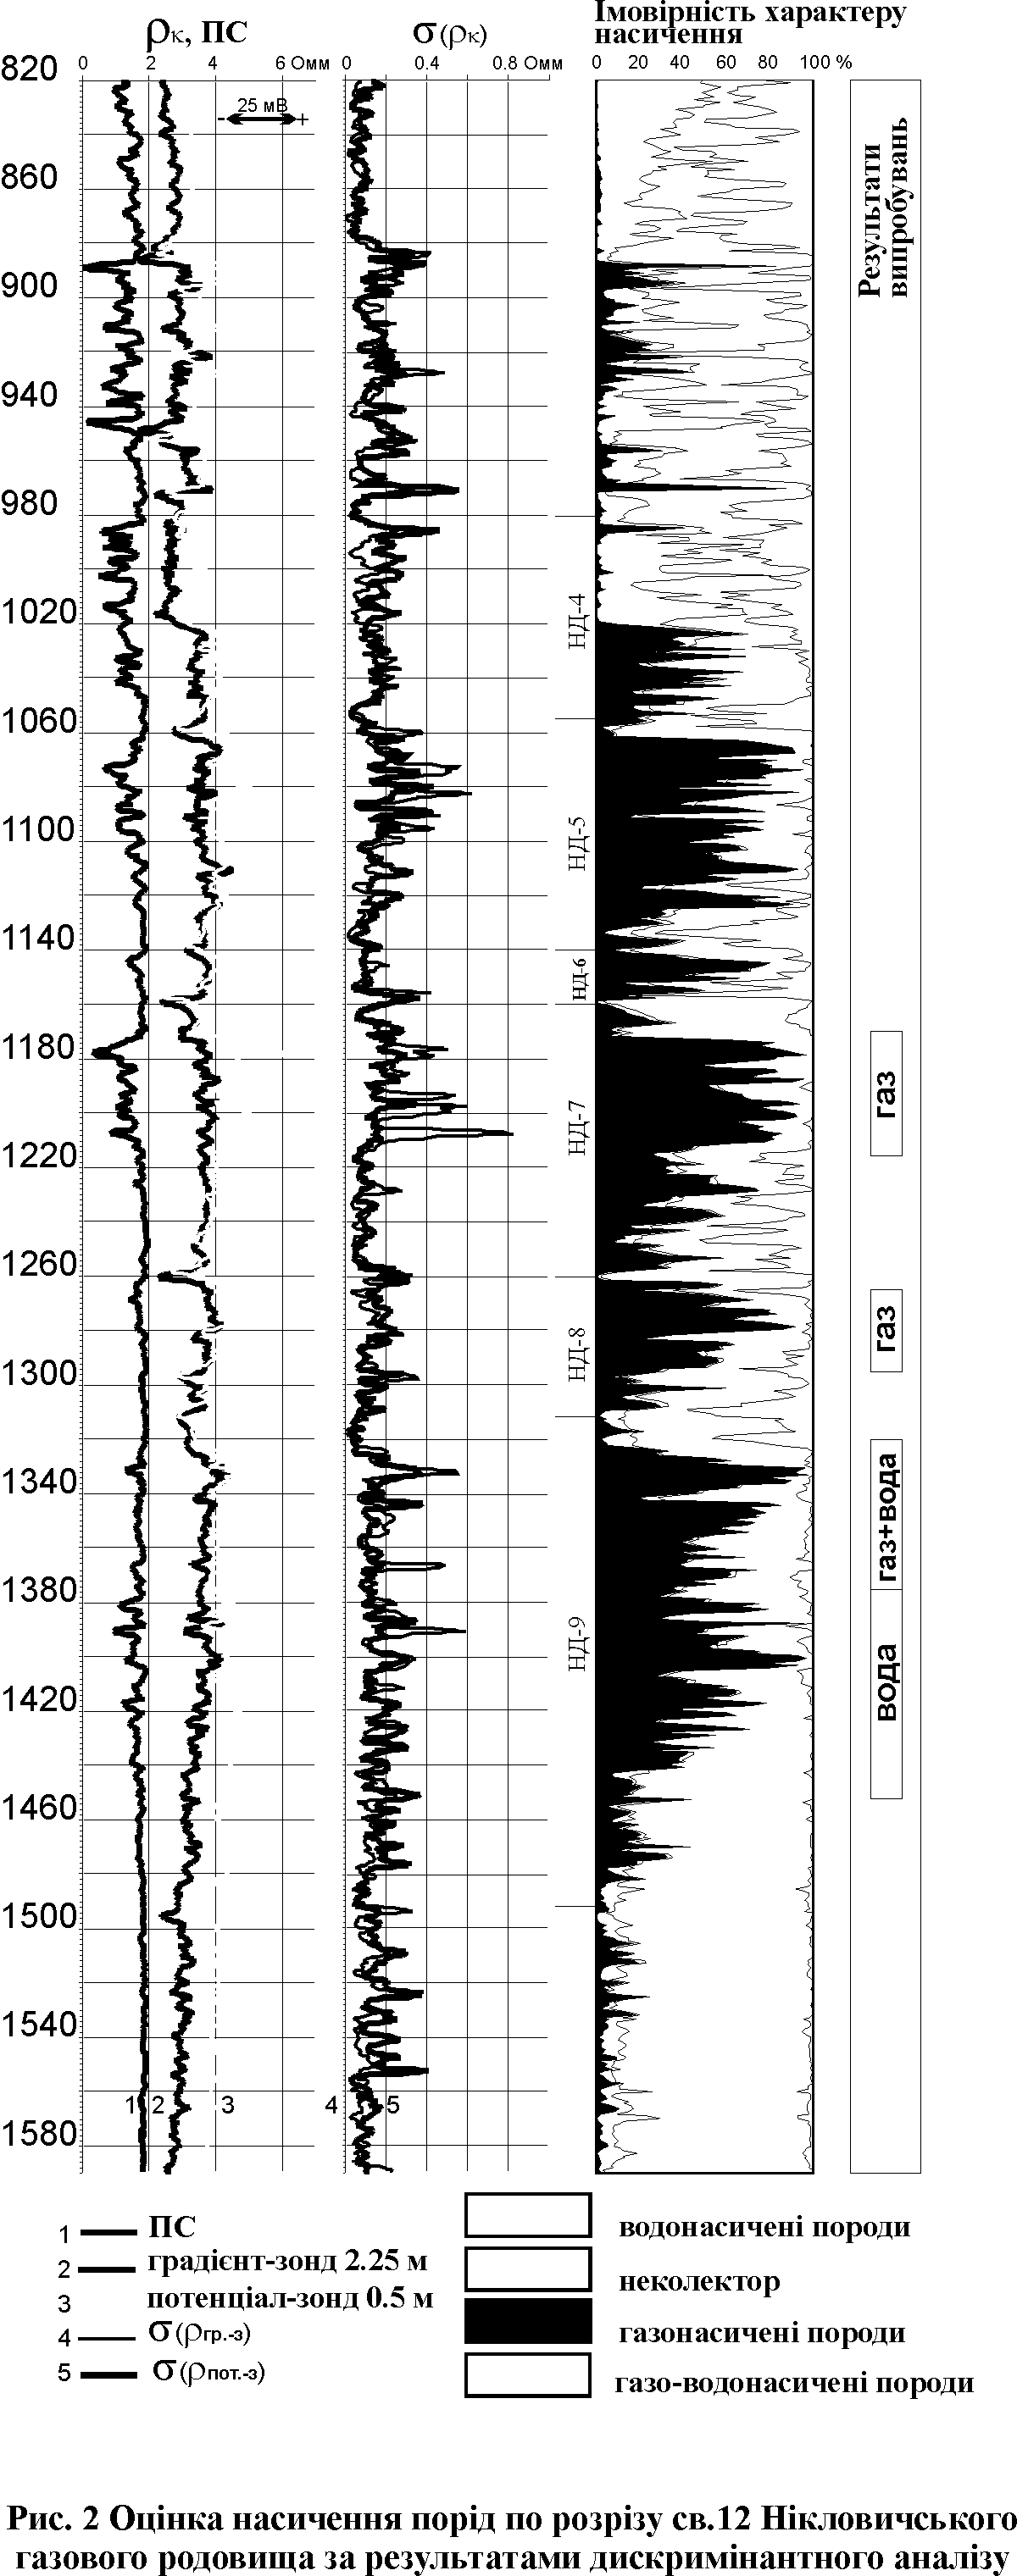 ρк, ПС
σ(ρк)
Імовірність характеру
насичення
0 2 4 6 Омм
0 0.4 0.8 Омм
0 20 40 60 80 100 %
- 25 мВ +
Результати
випробувань
820
860
900
940
980
1020
1060
1100
1140
1180
1220
1260
1300
1340
1380
1420
1460
1500
1540
1580
НД-4
НД-5
НД-6
НД-7
НД-8
НД-9
газ
газ
газ+вода
вода
1 2 3 4 5
1 ПС
2 градієнт-зонд 2.25 м
3 потенціал-зонд 0.5 м
4 σ(ρгр.-з)
5 σ(ρпот.-з)
водонасичені породи
неколектор
газонасичені породи
газо-водонасичені породи
Рис. 2 Оцінка насичення порід по розрізу св.12 Нікловичського
газового родовища за результатами дискримінантного аналізу